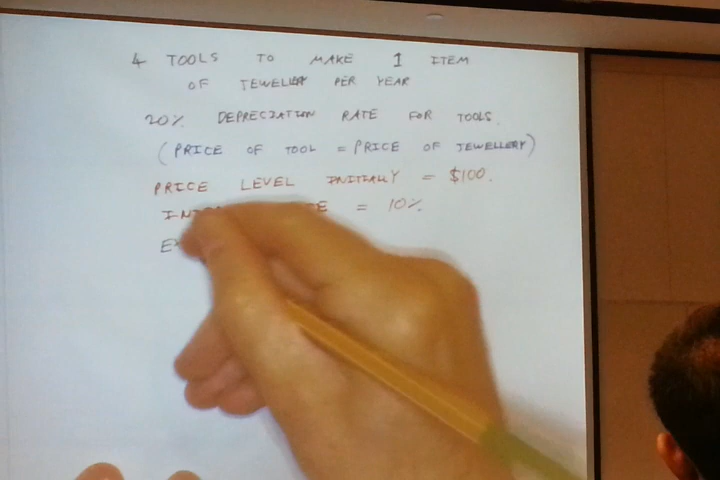 4 TOOLS TO MAKE 1 ITEM
OF JEWELLERY PER YEAR
20% DEPRECIATION RATE FOR TOOLS.
(PRICE OF TOOL = PRICE OF JEWELLERY)
PRICE LEVEL INITIALLY = $100.
= 10%